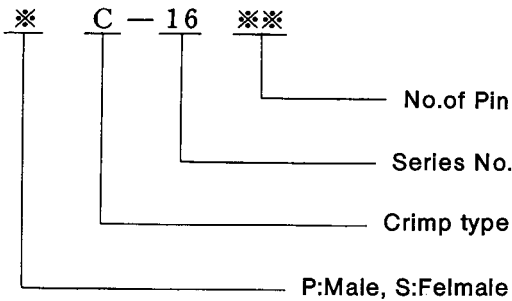 ※ C － 16 ※※
No.of Pin
Series No.
Crimp type
P:Male, S:Felmale